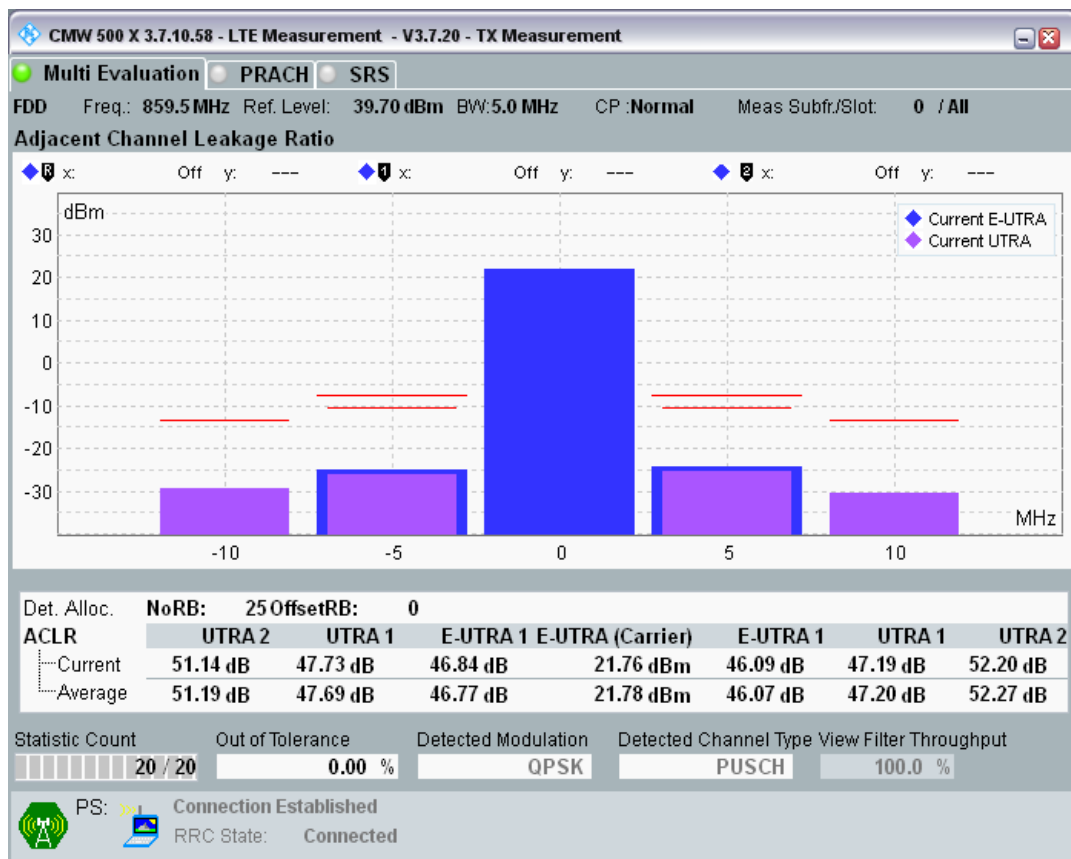 CMW 500 X 3.7.10.58 - LTE Measurement - V3.7.20 - TX Measurement
Multi Evaluation PRACH SRS
FDD Freq.: 859.5 MHz Ref. Level: 39.70 dBm BW:5.0 MHz CP :Normal Meas Subfr./Slot: 0 / All
Adjacent Channel Leakage Ratio
R x: Off y: --- 1 x: Off y: --- 2 x: Off y: ---
dBm
Current E-UTRA
Current UTRA
30
20
10
0
-10
-20
-30
MHz
-10 -5 0 5 10
Det. Alloc. NoRB: 25 OffsetRB: 0
ACLR UTRA 2 UTRA 1 E-UTRA 1 E-UTRA (Carrier) E-UTRA 1 UTRA 1 UTRA 2
Current 51.14 dB 47.73 dB 46.84 dB 21.76 dBm 46.09 dB 47.19 dB 52.20 dB
Average 51.19 dB 47.69 dB 46.77 dB 21.78 dBm 46.07 dB 47.20 dB 52.27 dB
Statistic Count Out of Tolerance Detected Modulation Detected Channel Type View Filter Throughput
20 / 20 0.00 % QPSK PUSCH 100.0 %
PS: Connection Established
RRC State: Connected